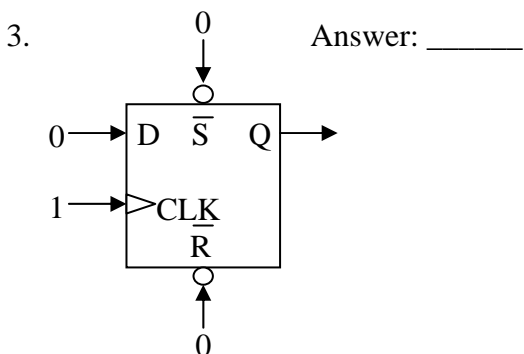 3.
0
Answer: ______
0
D S̅ Q
1
CLK
R̅
0